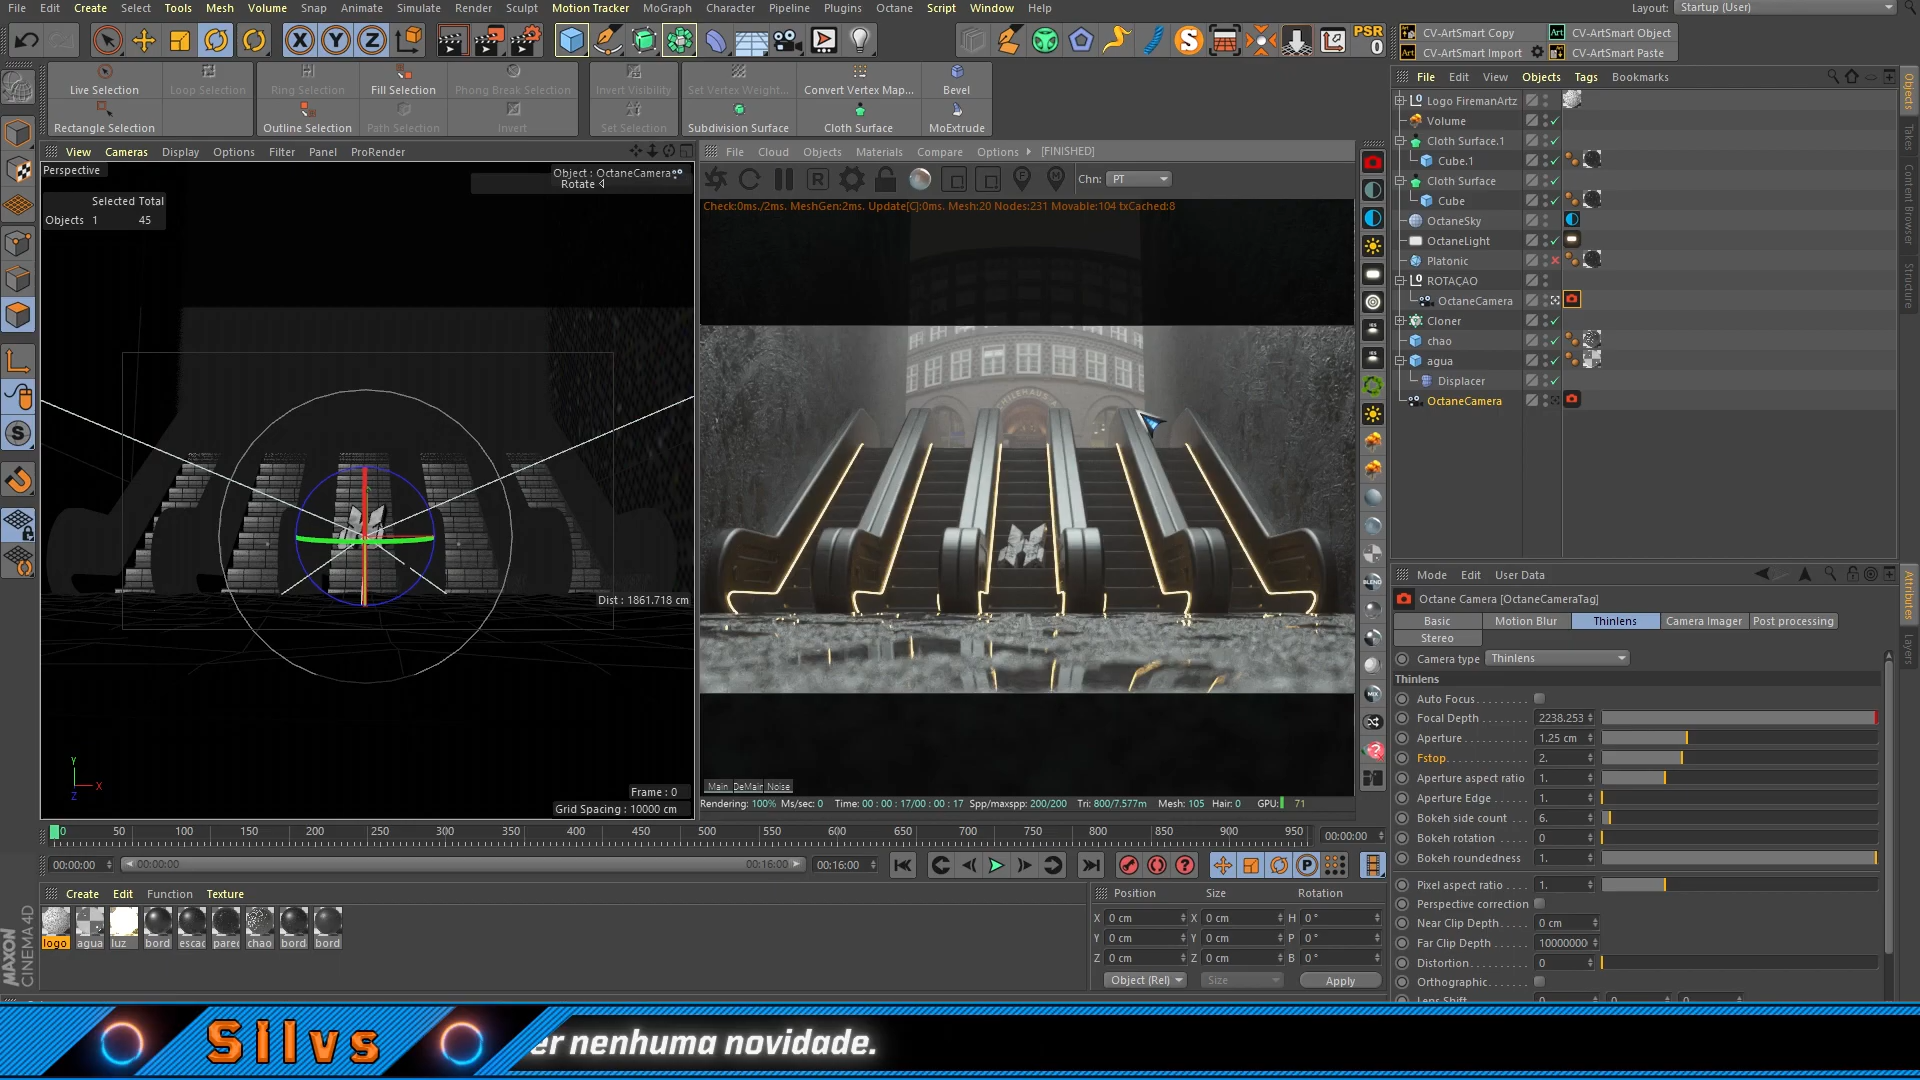 File Edit Create Select Tools Mesh Volume Snap Animate Simulate Render Sculpt Motion Tracker MoGraph Character Pipeline Plugins Octane Script Window Help
Layout: Startup (User)
PSR
0
CV-ArtSmart Copy CV-ArtSmart Object
CV-ArtSmart Import CV-ArtSmart Paste
Live Selection Loop Selection Ring Selection Fill Selection Phong Break Selection Invert Visibility Set Vertex Weight... Convert Vertex Map... Bevel
Rectangle Selection Outline Selection Path Selection Invert Set Selection Subdivision Surface Cloth Surface MoExtrude
View Cameras Display Options Filter Panel ProRender
Perspective
Object : OctaneCamera
Rotate
Selected Total
Objects 1 45
Dist : 1861.718 cm
Y
X
Z
Frame : 0
Grid Spacing : 10000 cm
File Cloud Objects Materials Compare Options [FINISHED]
Chn: PT
Check:0ms./2ms. MeshGen:2ms. Update[C]:0ms. Mesh:20 Nodes:231 Movable:104 txCached:8
Main DeMain Noise
Rendering: 100% Ms/sec: 0 Time: 00 : 00 : 17/00 : 00 : 17 Spp/maxspp: 200/200 Tri: 800/7.577m Mesh: 105 Hair: 0 GPU: 71
File Edit View Objects Tags Bookmarks
Logo FiremanArtz
Volume
Cloth Surface.1
Cube.1
Cloth Surface
Cube
OctaneSky
OctaneLight
Platonic
ROTAÇAO
OctaneCamera
Cloner
chao
agua
Displacer
OctaneCamera
Objects
Takes
Content Browser
Structure
Mode Edit User Data
Octane Camera [OctaneCameraTag]
Basic Motion Blur Thinlens Camera Imager Post processing
Stereo
Camera type Thinlens
Thinlens
Auto Focus
Focal Depth 2238.253
Aperture 1.25 cm
Fstop 2.
Aperture aspect ratio 1.
Aperture Edge 1.
Bokeh side count 6.
Bokeh rotation 0
Bokeh roundedness 1.
Pixel aspect ratio 1.
Perspective correction
Near Clip Depth 0 cm
Far Clip Depth 10000000
Distortion 0
Orthographic
Lens Shift 0 0 0
Attributes
Layers
0 50 100 150 200 250 300 350 400 450 500 550 600 650 700 750 800 850 900 950 00:00:00
00:00:00 00:00:00 00:16:00 00:16:00
Create Edit Function Texture
logo agua luz bord escac pared chao bord bord
MAXON
CINEMA 4D
Position Size Rotation
X 0 cm X 0 cm H 0 °
Y 0 cm Y 0 cm P 0 °
Z 0 cm Z 0 cm B 0 °
Object (Rel) Size Apply
Silvs
er nenhuma novidade.